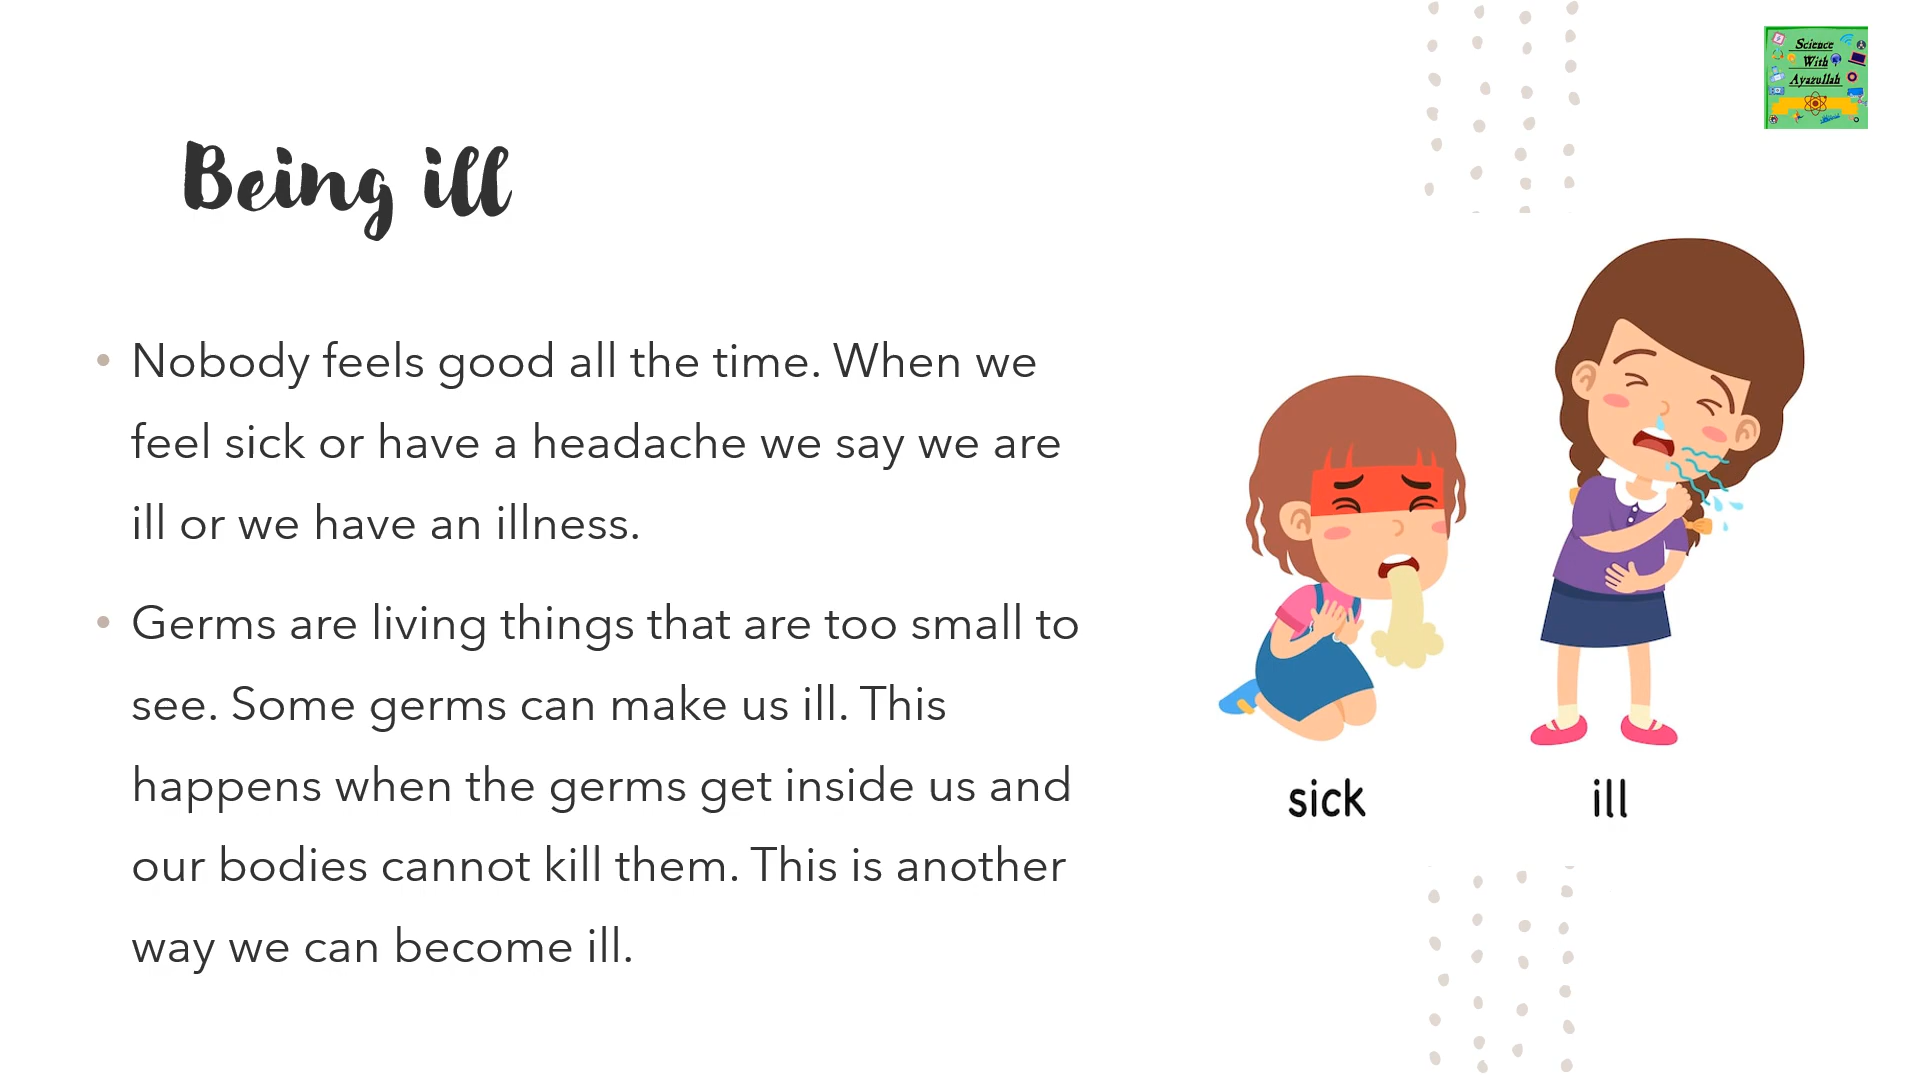 Science
With
Ayazullah
Being ill
• Nobody feels good all the time. When we
feel sick or have a headache we say we are
ill or we have an illness.
• Germs are living things that are too small to
see. Some germs can make us ill. This
happens when the germs get inside us and
our bodies cannot kill them. This is another
way we can become ill.
sick
ill